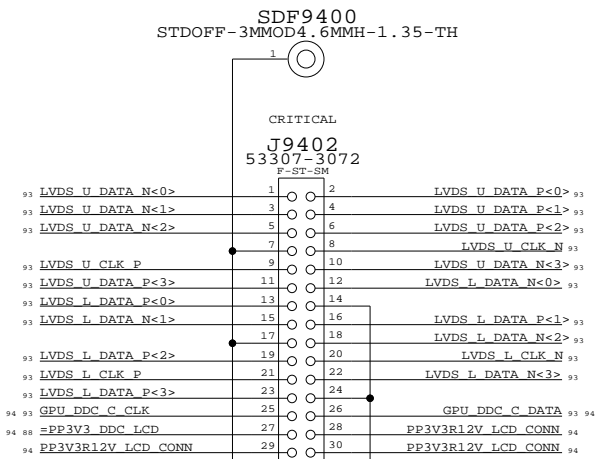 SDF9400
STDOFF-3MMOD4.6MMH-1.35-TH
1
CRITICAL
J9402
53307-3072
F-ST-SM
93 LVDS_U_DATA_N<0> 1 2 LVDS_U_DATA_P<0> 93
93 LVDS_U_DATA_N<1> 3 4 LVDS_U_DATA_P<1> 93
93 LVDS_U_DATA_N<2> 5 6 LVDS_U_DATA_P<2> 93
7 8 LVDS_U_CLK_N 93
93 LVDS_U_CLK_P 9 10 LVDS_U_DATA_N<3> 93
93 LVDS_U_DATA_P<3> 11 12 LVDS_L_DATA_N<0> 93
93 LVDS_L_DATA_P<0> 13 14
93 LVDS_L_DATA_N<1> 15 16 LVDS_L_DATA_P<1> 93
17 18 LVDS_L_DATA_N<2> 93
93 LVDS_L_DATA_P<2> 19 20 LVDS_L_CLK_N 93
93 LVDS_L_CLK_P 21 22 LVDS_L_DATA_N<3> 93
93 LVDS_L_DATA_P<3> 23 24
94 93 GPU_DDC_C_CLK 25 26 GPU_DDC_C_DATA 93 94
94 88 =PP3V3_DDC_LCD 27 28 PP3V3R12V_LCD_CONN 94
94 PP3V3R12V_LCD_CONN 29 30 PP3V3R12V_LCD_CONN 94